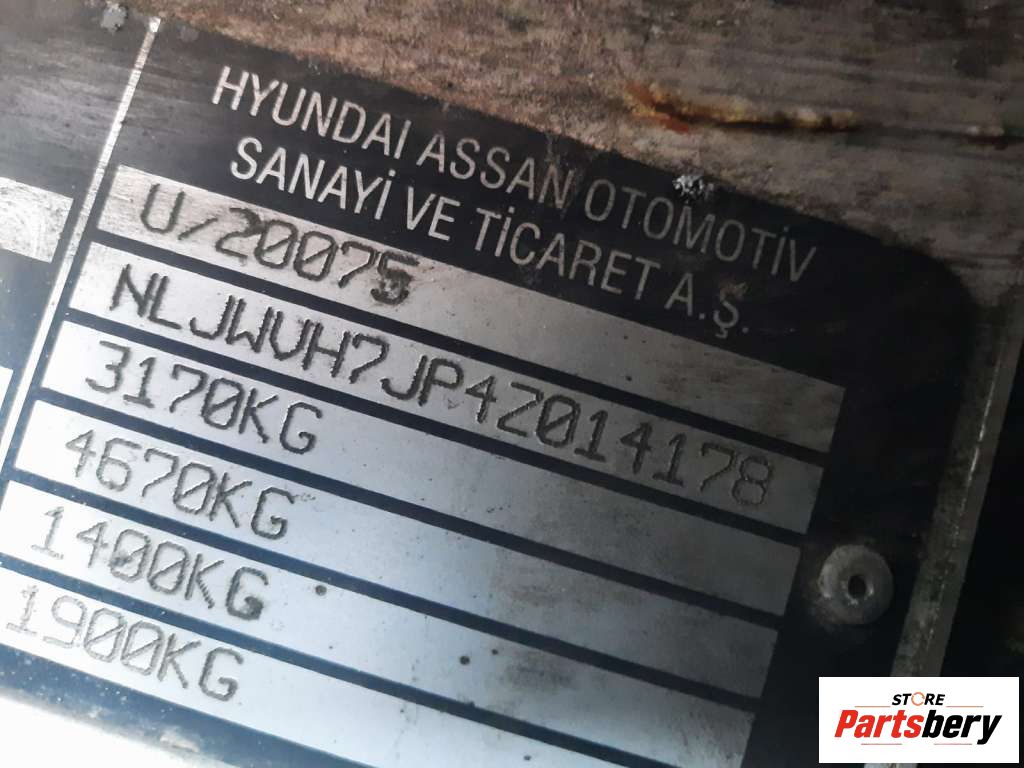 HYUNDAI ASSAN OTOMOTİV
SANAYİ VE TİCARET A.Ş.
U/20075
NLJWVH7JP4Z014178
3170KG
4670KG
1400KG
1900KG
STORE
Partsbery